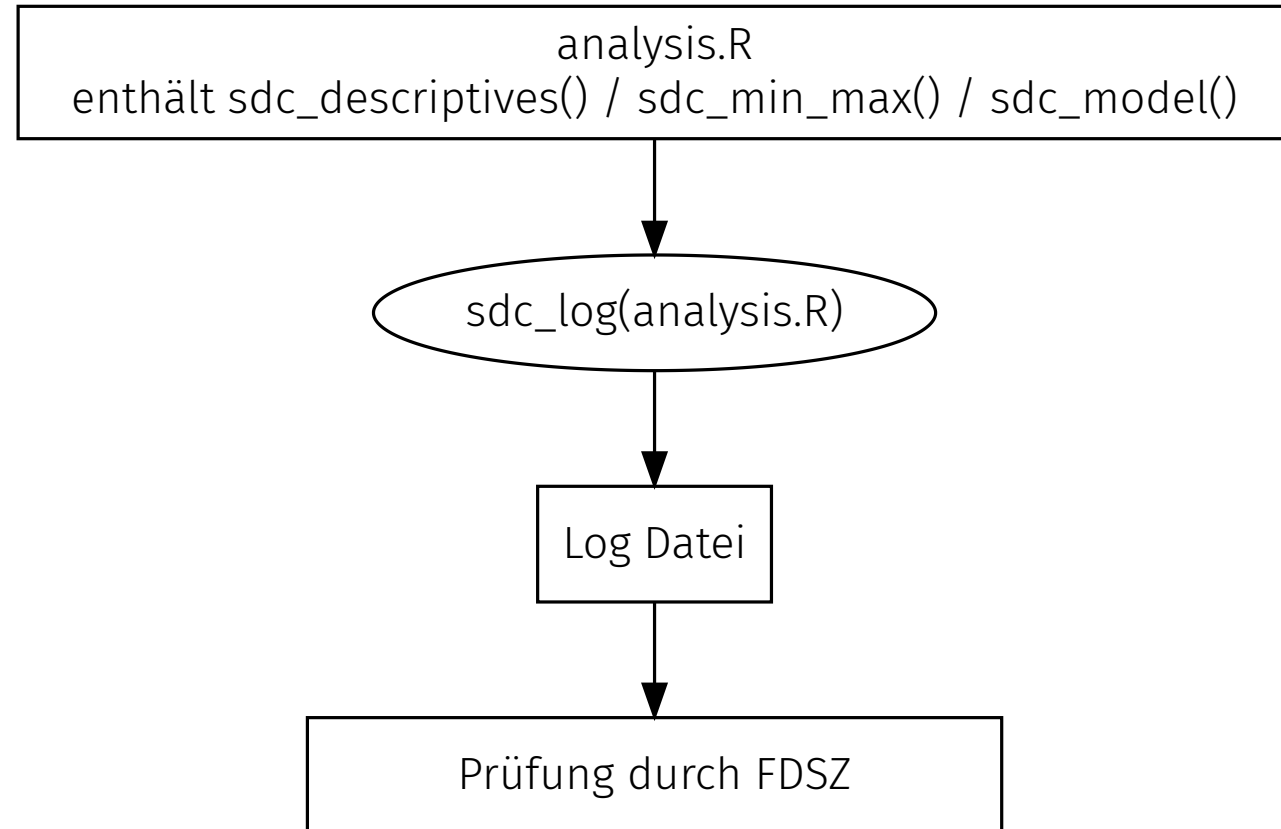 analysis.R
enthält sdc_descriptives() / sdc_min_max() / sdc_model()
sdc_log(analysis.R)
Log Datei
Prüfung durch FDSZ